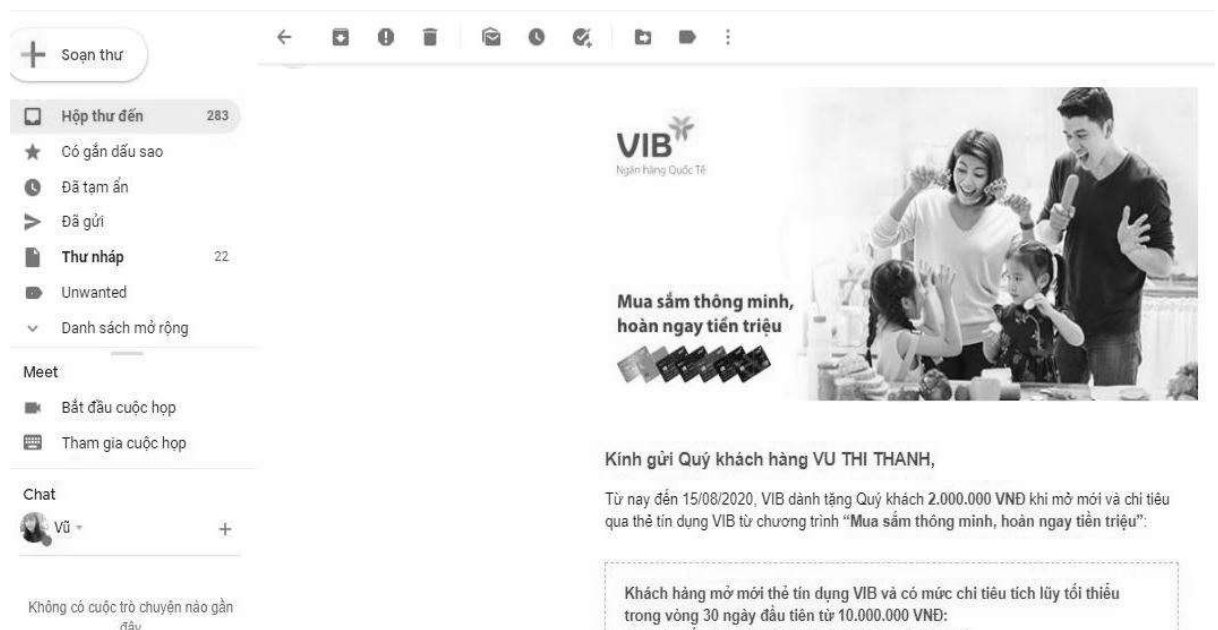 Soạn thư
Hộp thư đến 283
Có gắn dấu sao
Đã tạm ẩn
Đã gửi
Thư nháp 22
Unwanted
Danh sách mở rộng
Meet
Bắt đầu cuộc họp
Tham gia cuộc họp
Chat
Vũ
Không có cuộc trò chuyện nào gần
đây
VIB
Ngân hàng Quốc Tế
Mua sắm thông minh,
hoàn ngay tiền triệu
Kính gửi Quý khách hàng VU THI THANH,
Từ nay đến 15/08/2020, VIB dành tặng Quý khách 2.000.000 VNĐ khi mở mới và chi tiêu
qua thẻ tín dụng VIB từ chương trình “Mua sắm thông minh, hoàn ngay tiền triệu”:
Khách hàng mở mới thẻ tín dụng VIB và có mức chi tiêu tích lũy tối thiểu
trong vòng 30 ngày đầu tiên từ 10.000.000 VNĐ: